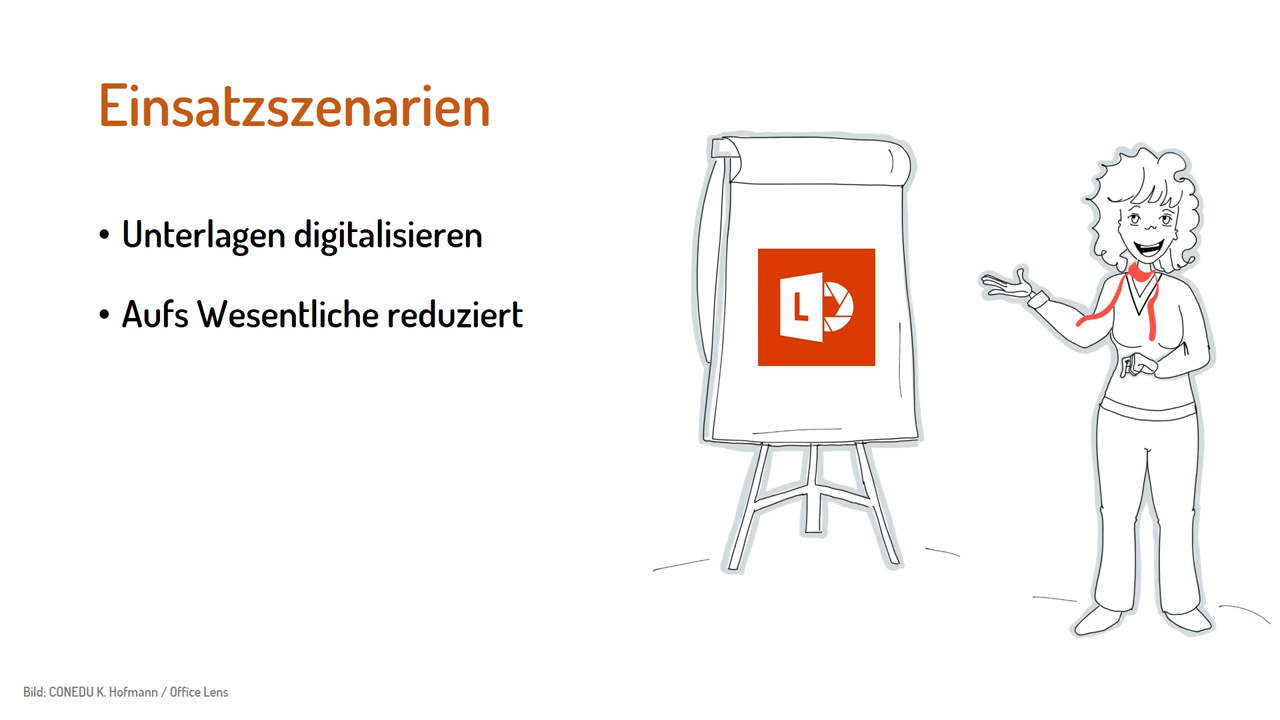 Einsatzszenarien
• Unterlagen digitalisieren
• Aufs Wesentliche reduziert
L
Bild: CONEDU K. Hofmann / Office Lens